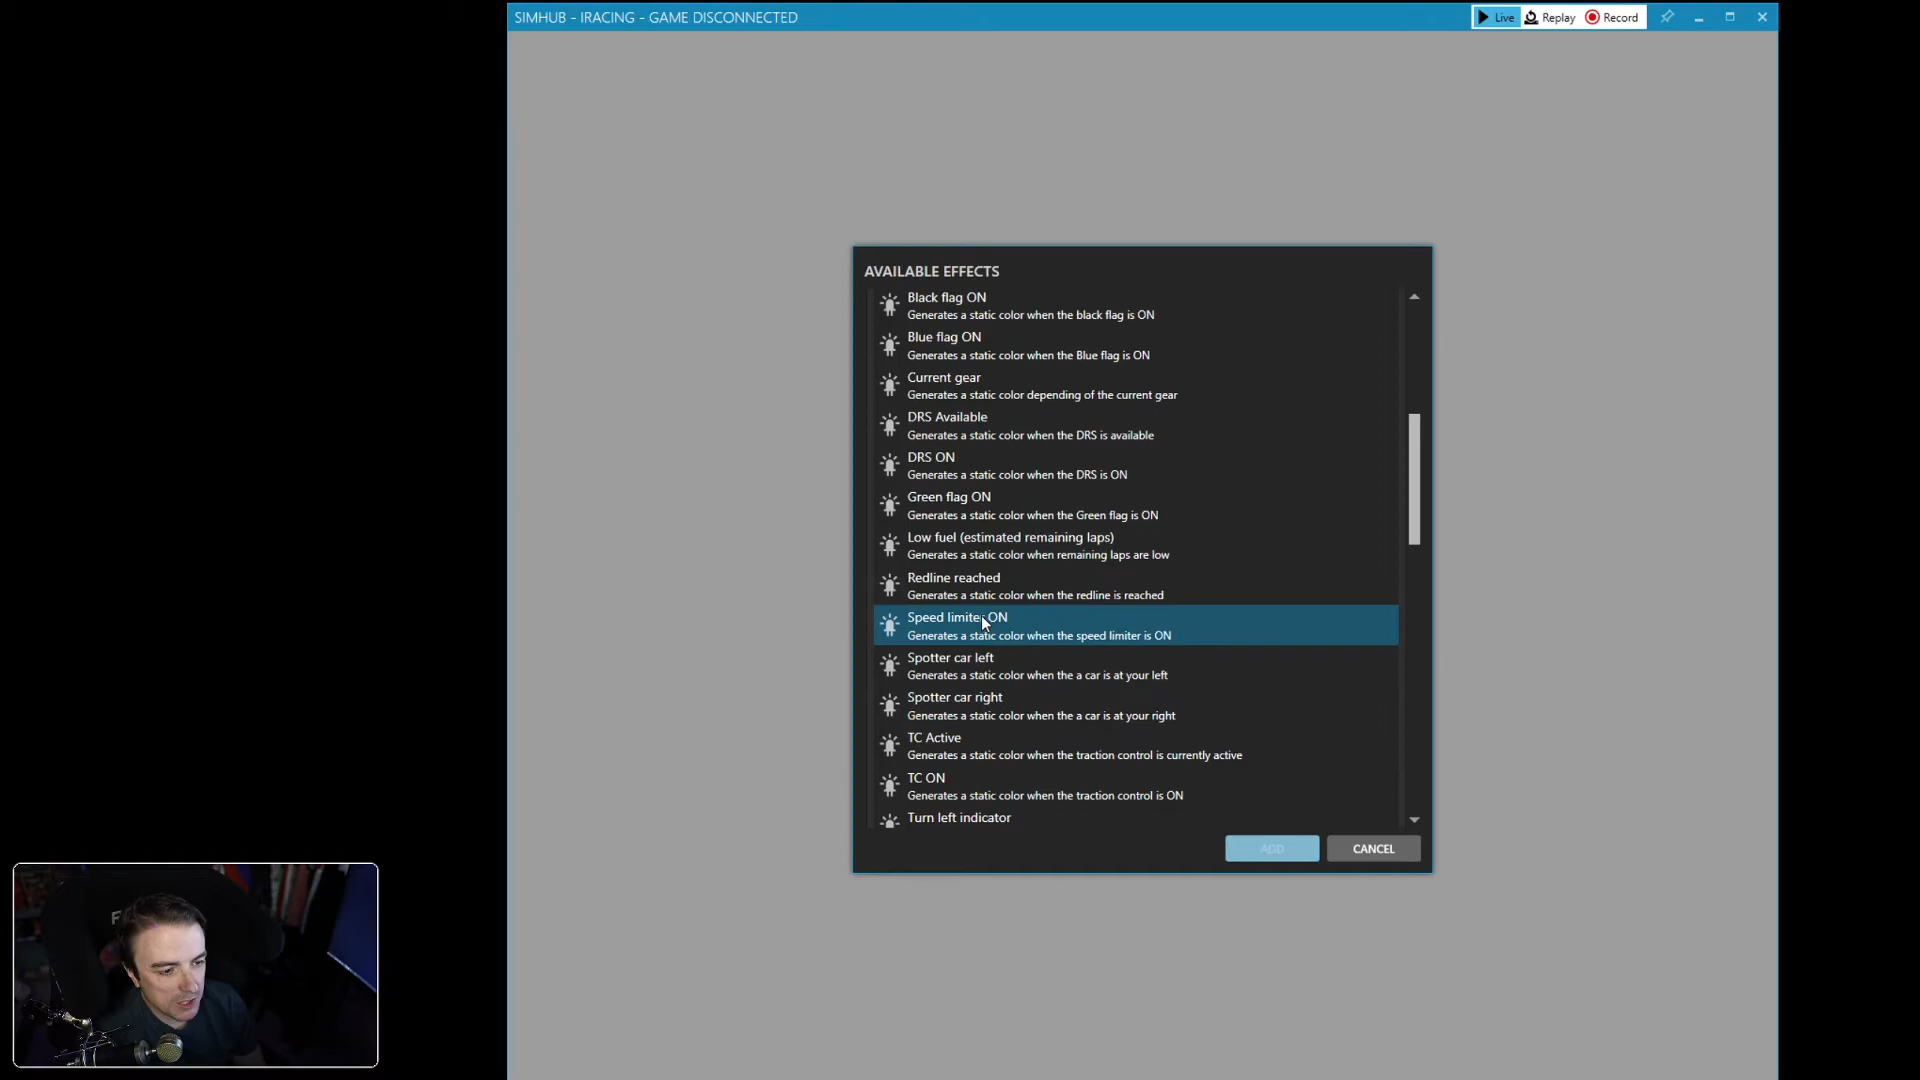 SIMHUB - IRACING - GAME DISCONNECTED
Live
Replay
Record
AVAILABLE EFFECTS
Black flag ON
Generates a static color when the black flag is ON
Blue flag ON
Generates a static color when the Blue flag is ON
Current gear
Generates a static color depending of the current gear
DRS Available
Generates a static color when the DRS is available
DRS ON
Generates a static color when the DRS is ON
Green flag ON
Generates a static color when the Green flag is ON
Low fuel (estimated remaining laps)
Generates a static color when remaining laps are low
Redline reached
Generates a static color when the redline is reached
Speed limiter ON
Generates a static color when the speed limiter is ON
Spotter car left
Generates a static color when the a car is at your left
Spotter car right
Generates a static color when the a car is at your right
TC Active
Generates a static color when the traction control is currently active
TC ON
Generates a static color when the traction control is ON
Turn left indicator
ADD
CANCEL